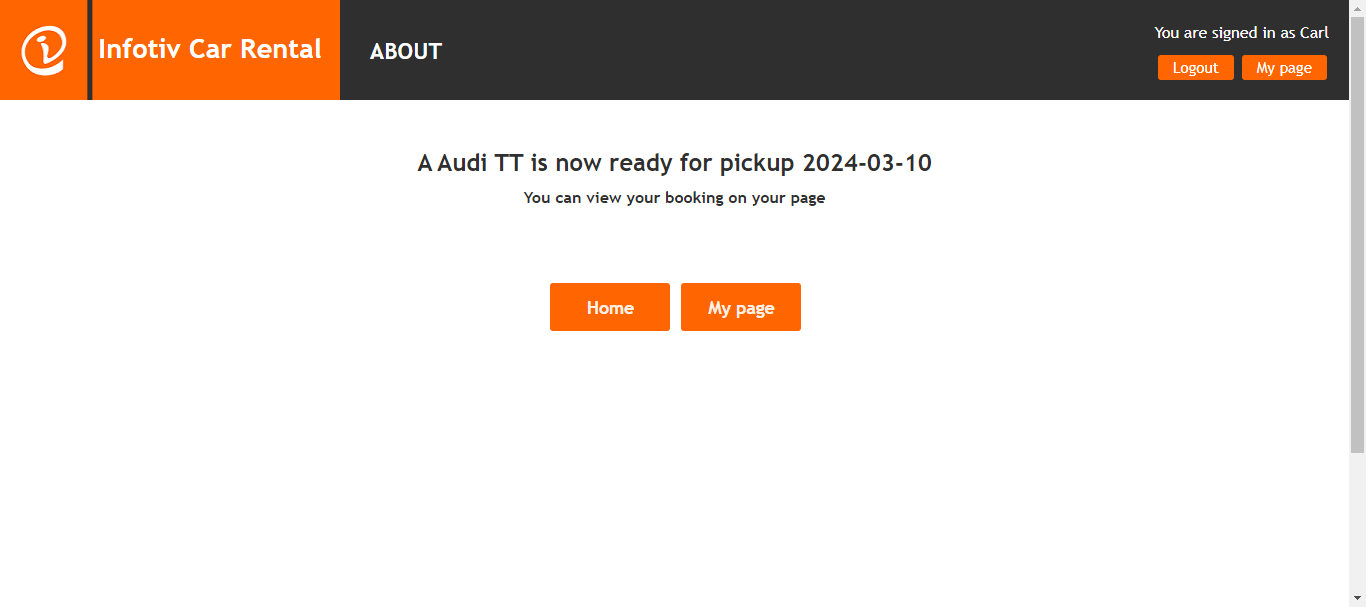 Infotiv Car Rental
ABOUT
You are signed in as Carl
Logout
My page
A Audi TT is now ready for pickup 2024-03-10
You can view your booking on your page
Home
My page